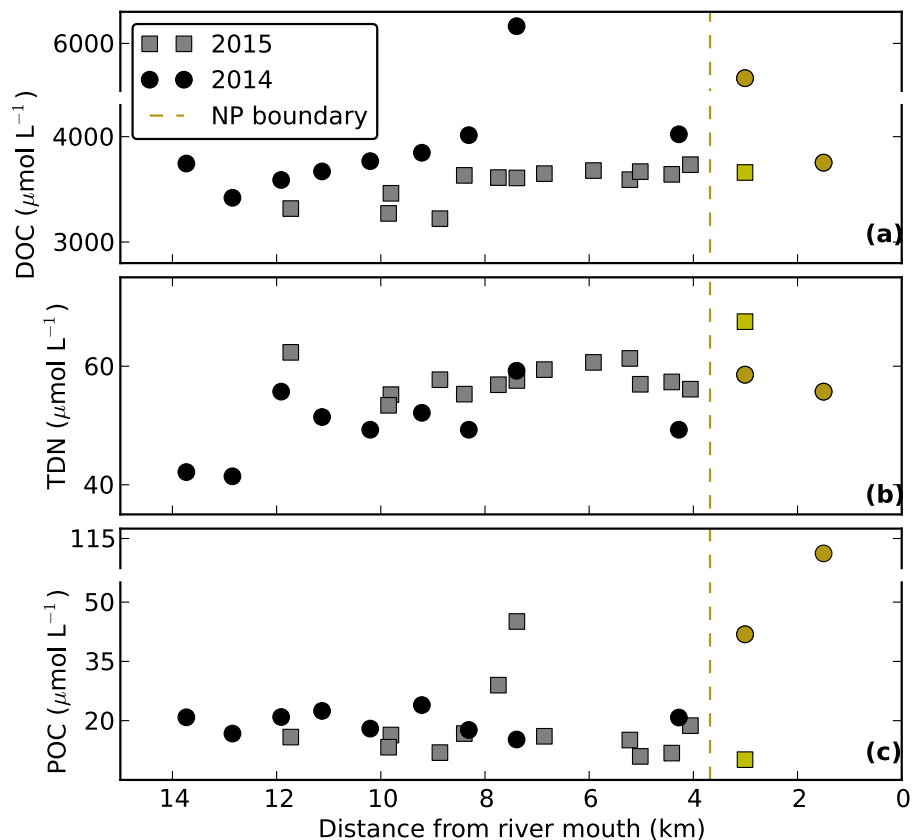 2015
2014
NP boundary
DOC (μmol L⁻¹)
6000
4000
3000
(a)
TDN (μmol L⁻¹)
60
40
(b)
POC (μmol L⁻¹)
115
50
35
20
(c)
14 12 10 8 6 4 2 0
Distance from river mouth (km)